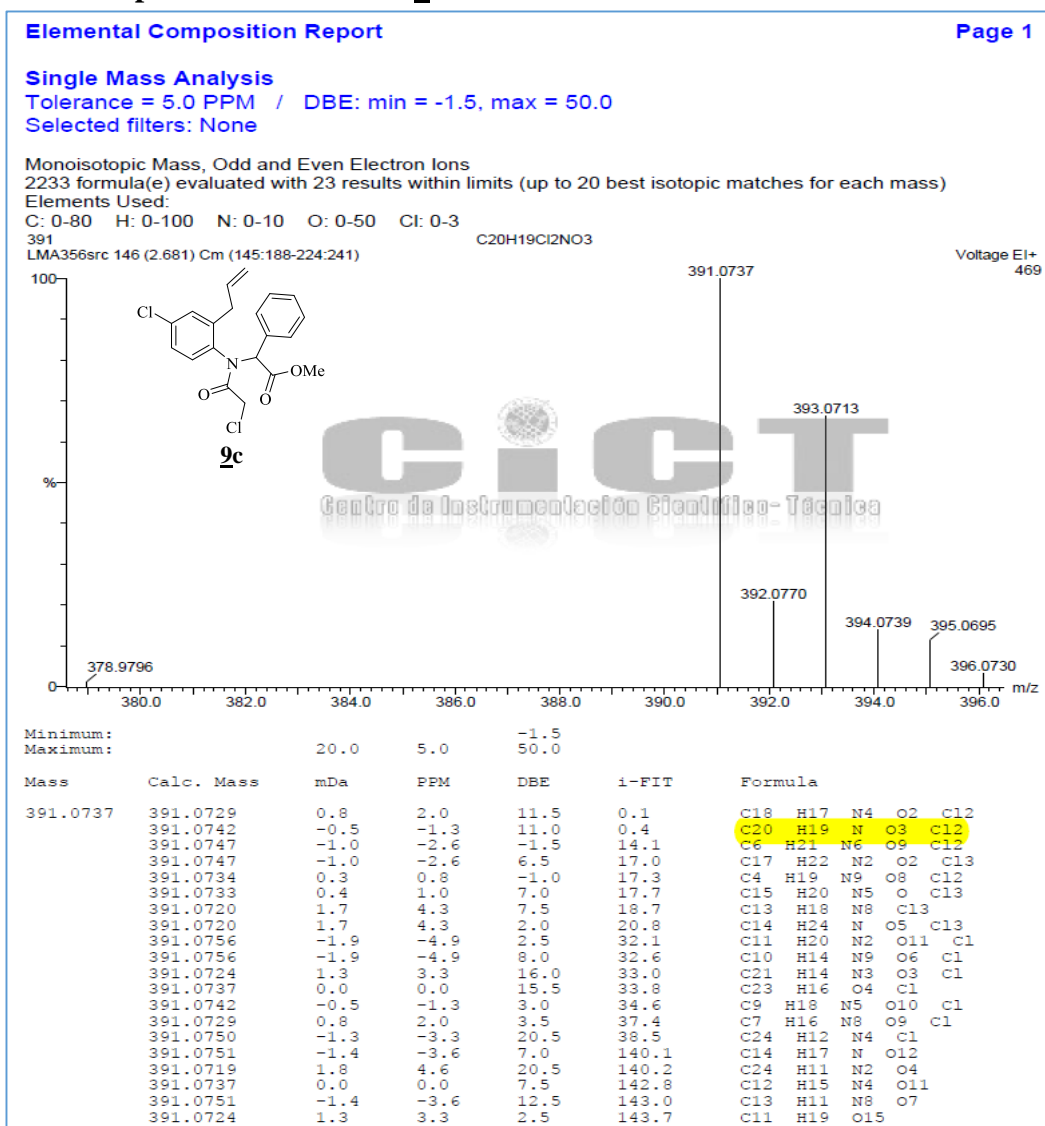 Elemental Composition Report Page 1
Single Mass Analysis
Tolerance = 5.0 PPM / DBE: min = -1.5, max = 50.0
Selected filters: None
Monoisotopic Mass, Odd and Even Electron Ions
2233 formula(e) evaluated with 23 results within limits (up to 20 best isotopic matches for each mass)
Elements Used:
C: 0-80 H: 0-100 N: 0-10 O: 0-50 Cl: 0-3
391 C20H19Cl2NO3
LMA356src 146 (2.681) Cm (145:188-224:241) Voltage EI+
469
100
391.0737
Cl
N
OMe
O
O
Cl
9c
393.0713
CiCT
%
Centro de Instrumentación Científico-Técnica
392.0770
394.0739
395.0695
378.9796
396.0730
0
m/z
380.0 382.0 384.0 386.0 388.0 390.0 392.0 394.0 396.0
Minimum: -1.5
Maximum: 20.0 5.0 50.0
Mass Calc. Mass mDa PPM DBE i-FIT Formula
391.0737 391.0729 0.8 2.0 11.5 0.1 C18 H17 N4 O2 Cl2
391.0742 -0.5 -1.3 11.0 0.4 C20 H19 N O3 Cl2
391.0747 -1.0 -2.6 -1.5 14.1 C6 H21 N6 O9 Cl2
391.0747 -1.0 -2.6 6.5 17.0 C17 H22 N2 O2 Cl3
391.0734 0.3 0.8 -1.0 17.3 C4 H19 N9 O8 Cl2
391.0733 0.4 1.0 7.0 17.7 C15 H20 N5 O Cl3
391.0720 1.7 4.3 7.5 18.7 C13 H18 N8 Cl3
391.0720 1.7 4.3 2.0 20.8 C14 H24 N O5 Cl3
391.0756 -1.9 -4.9 2.5 32.1 C11 H20 N2 O11 Cl
391.0756 -1.9 -4.9 8.0 32.6 C10 H14 N9 O6 Cl
391.0724 1.3 3.3 16.0 33.0 C21 H14 N3 O3 Cl
391.0737 0.0 0.0 15.5 33.8 C23 H16 O4 Cl
391.0742 -0.5 -1.3 3.0 34.6 C9 H18 N5 O10 Cl
391.0729 0.8 2.0 3.5 37.4 C7 H16 N8 O9 Cl
391.0750 -1.3 -3.3 20.5 38.5 C24 H12 N4 Cl
391.0751 -1.4 -3.6 7.0 140.1 C14 H17 N O12
391.0719 1.8 4.6 20.5 140.2 C24 H11 N2 O4
391.0737 0.0 0.0 7.5 142.8 C12 H15 N4 O11
391.0751 -1.4 -3.6 12.5 143.0 C13 H11 N8 O7
391.0724 1.3 3.3 2.5 143.7 C11 H19 O15